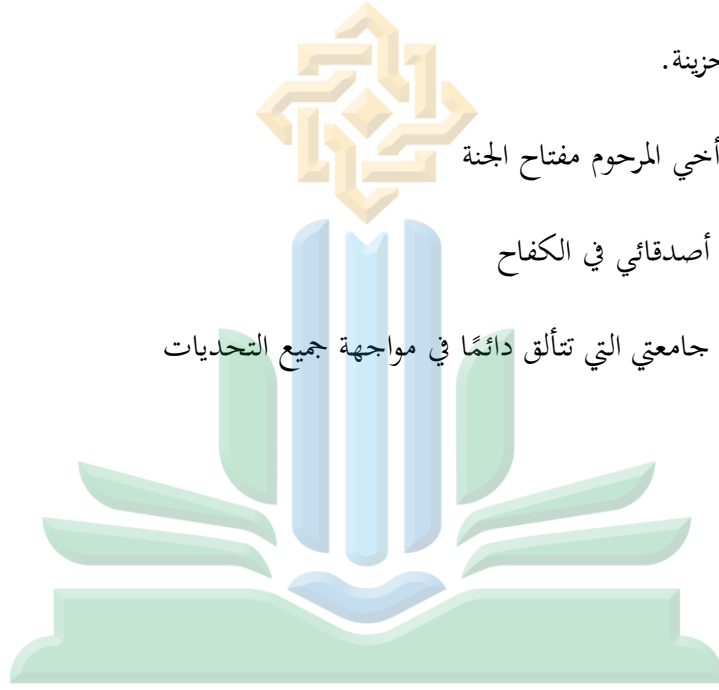 حزينة.
أخي المرحوم مفتاح الجنة
أصدقائي في الكفاح
جامعتي التي تتألق دائمًا في مواجهة جميع التحديات